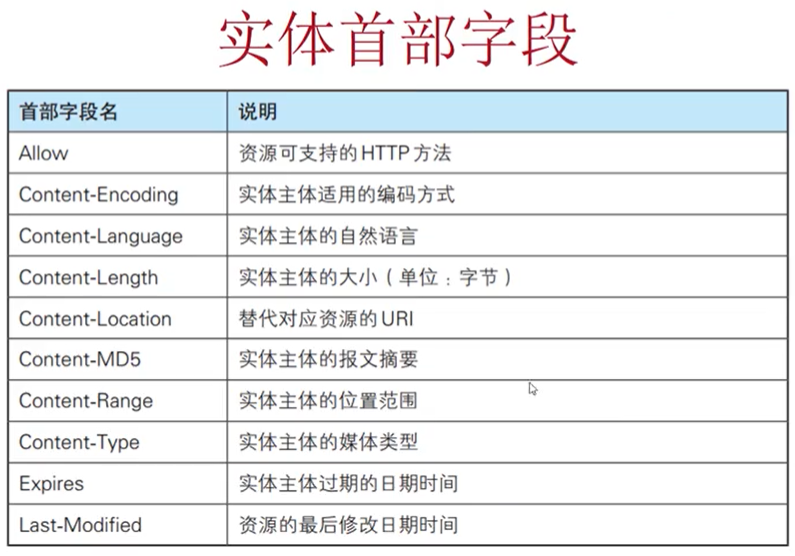 实体首部字段
首部字段名 说明
Allow 资源可支持的HTTP方法
Content-Encoding 实体主体适用的编码方式
Content-Language 实体主体的自然语言
Content-Length 实体主体的大小（单位：字节）
Content-Location 替代对应资源的URI
Content-MD5 实体主体的报文摘要
Content-Range 实体主体的位置范围
Content-Type 实体主体的媒体类型
Expires 实体主体过期的日期时间
Last-Modified 资源的最后修改日期时间